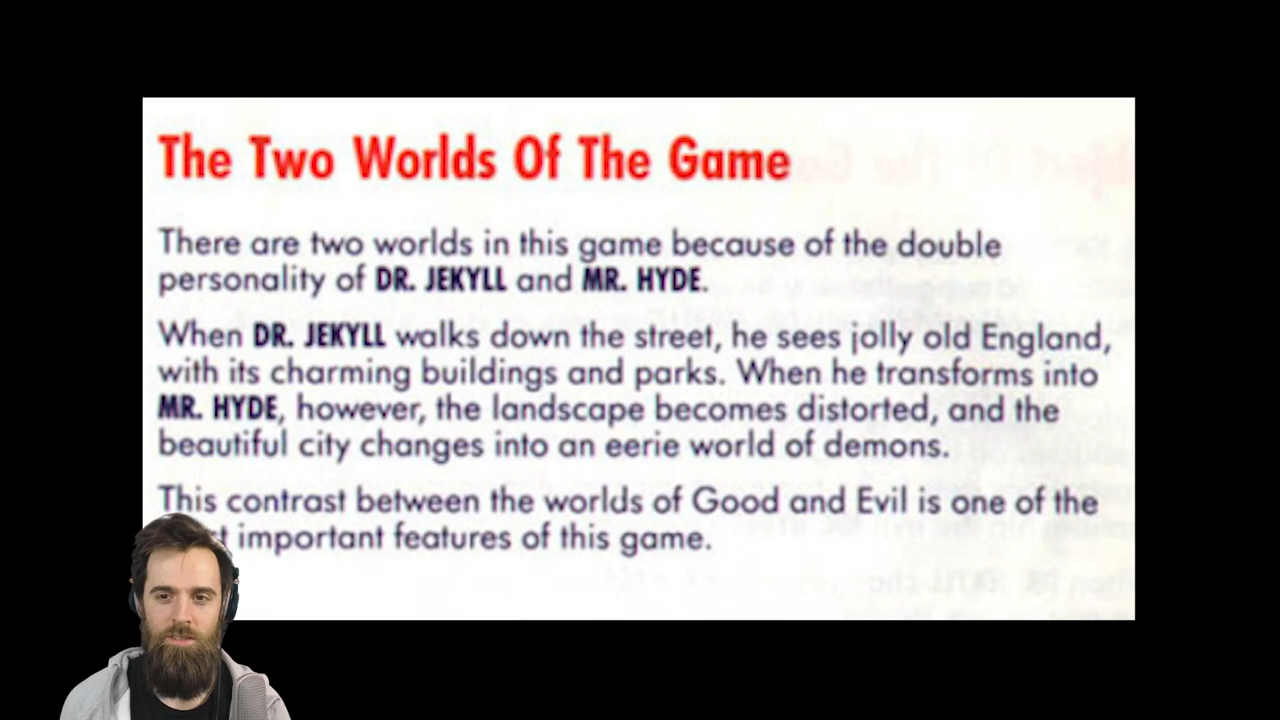 The Two Worlds Of The Game
There are two worlds in this game because of the double
personality of DR. JEKYLL and MR. HYDE.
When DR. JEKYLL walks down the street, he sees jolly old England,
with its charming buildings and parks. When he transforms into
MR. HYDE, however, the landscape becomes distorted, and the
beautiful city changes into an eerie world of demons.
This contrast between the worlds of Good and Evil is one of the
important features of this game.